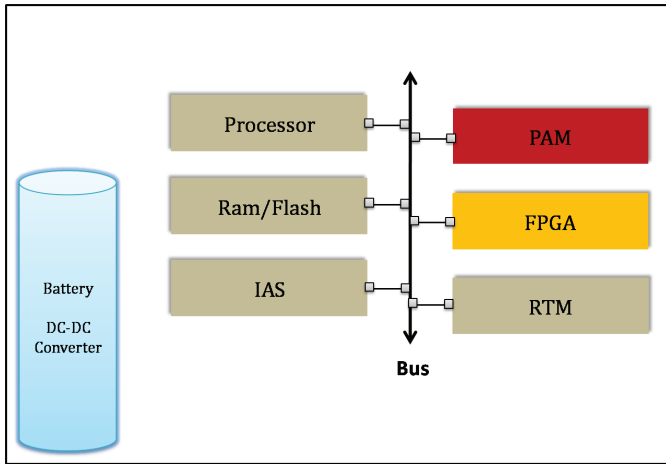 Processor
PAM
Ram/Flash
FPGA
IAS
RTM
Battery
DC-DC
Converter
Bus